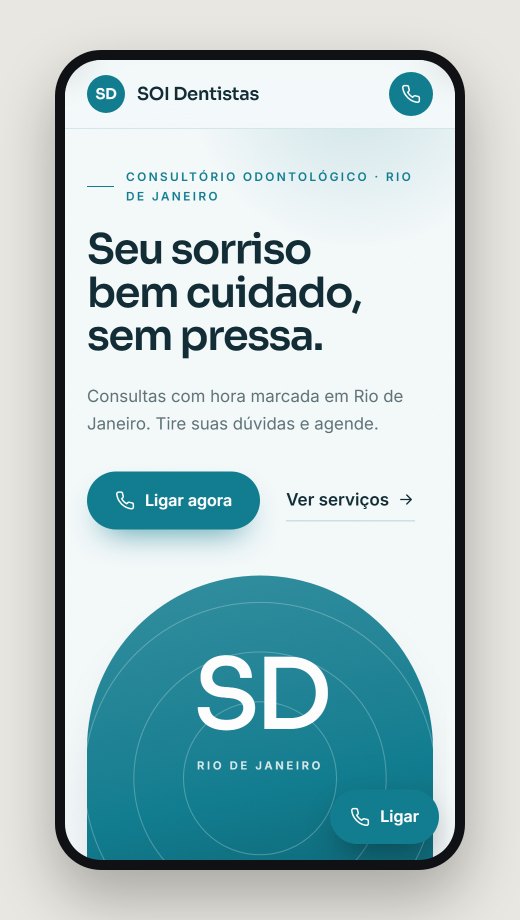 SD SOI Dentistas
CONSULTÓRIO ODONTOLÓGICO · RIO
DE JANEIRO
Seu sorriso
bem cuidado,
sem pressa.
Consultas com hora marcada em Rio de
Janeiro. Tire suas dúvidas e agende.
Ligar agora Ver serviços →
SD
RIO DE JANEIRO
Ligar